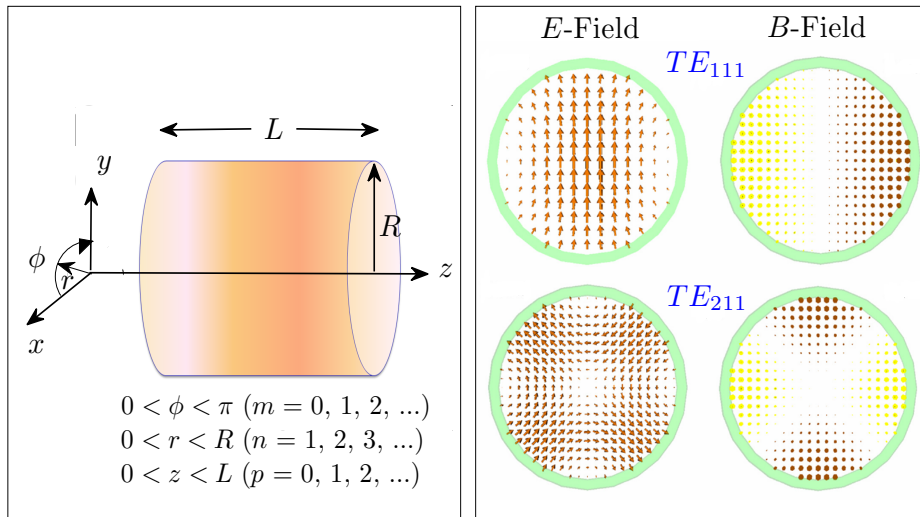 L
y
R
ϕ
r
z
x
0 < ϕ < π (m = 0, 1, 2, ...)
0 < r < R (n = 1, 2, 3, ...)
0 < z < L (p = 0, 1, 2, ...)
E-Field B-Field
TE₁₁₁
TE₂₁₁